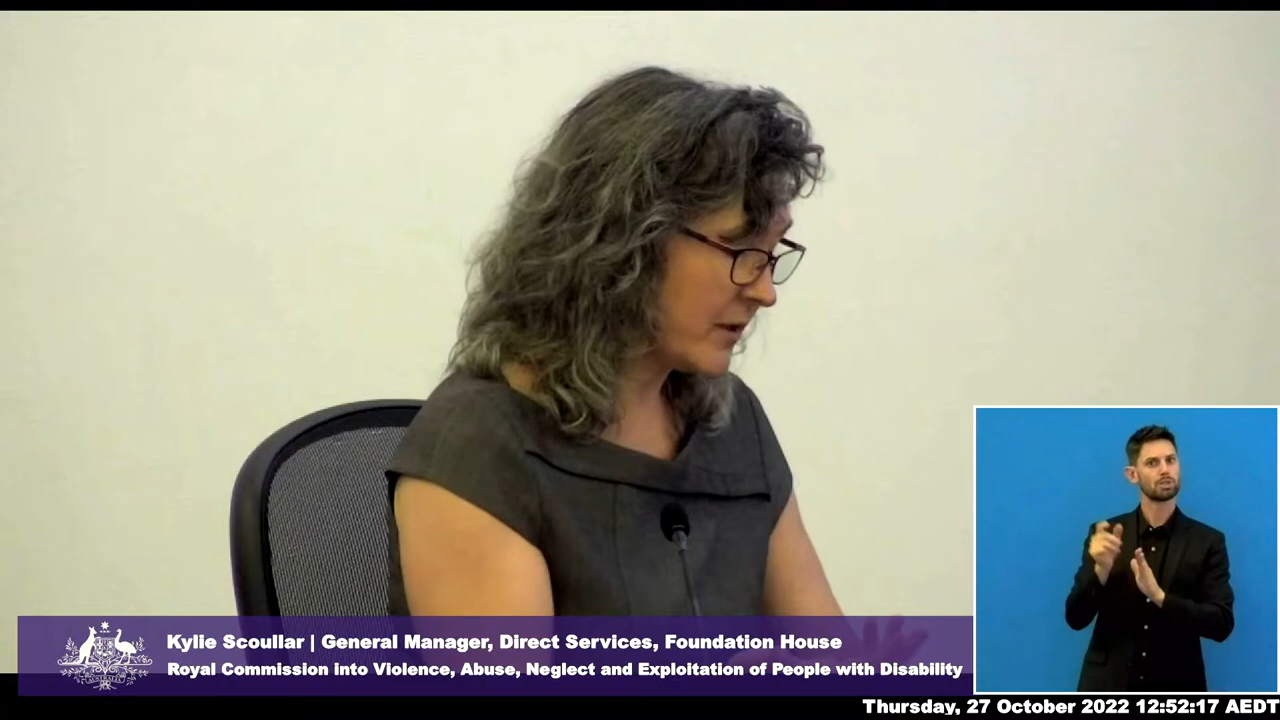 Kylie Scoullar | General Manager, Direct Services, Foundation House
Royal Commission into Violence, Abuse, Neglect and Exploitation of People with Disability
Thursday, 27 October 2022 12:52:17 AEDT